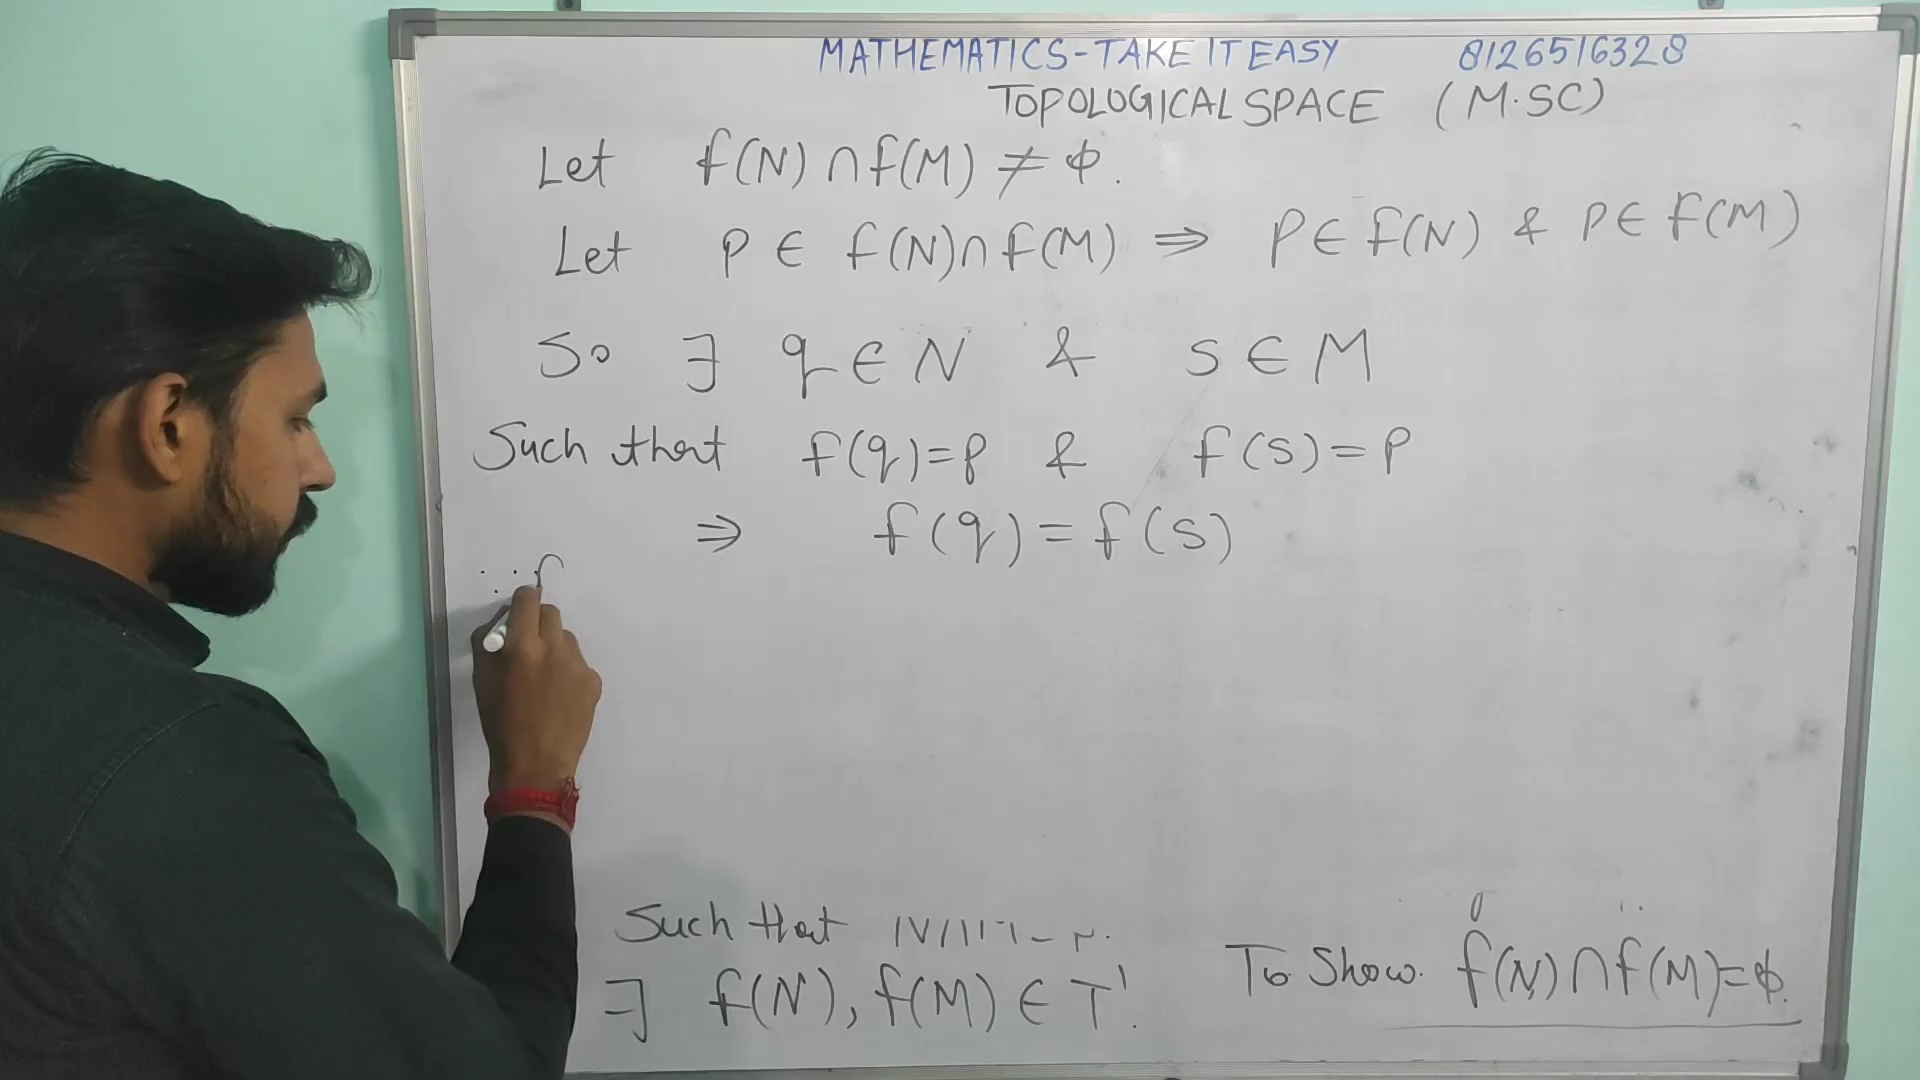 MATHEMATICS-TAKE IT EASY 8126516328
TOPOLOGICAL SPACE (M.SC)
Let f(N) ∩ f(M) ≠ ϕ.
Let p ∈ f(N) ∩ f(M) ⇒ p ∈ f(N) & p ∈ f(M)
So ∃ q ∈ N & s ∈ M
Such that f(q)=p & f(s)=p
⇒ f(q) = f(s)
∵ f
Such that
∃ f(N), f(M) ∈ T'.
To Show. f(N) ∩ f(M) = ϕ.